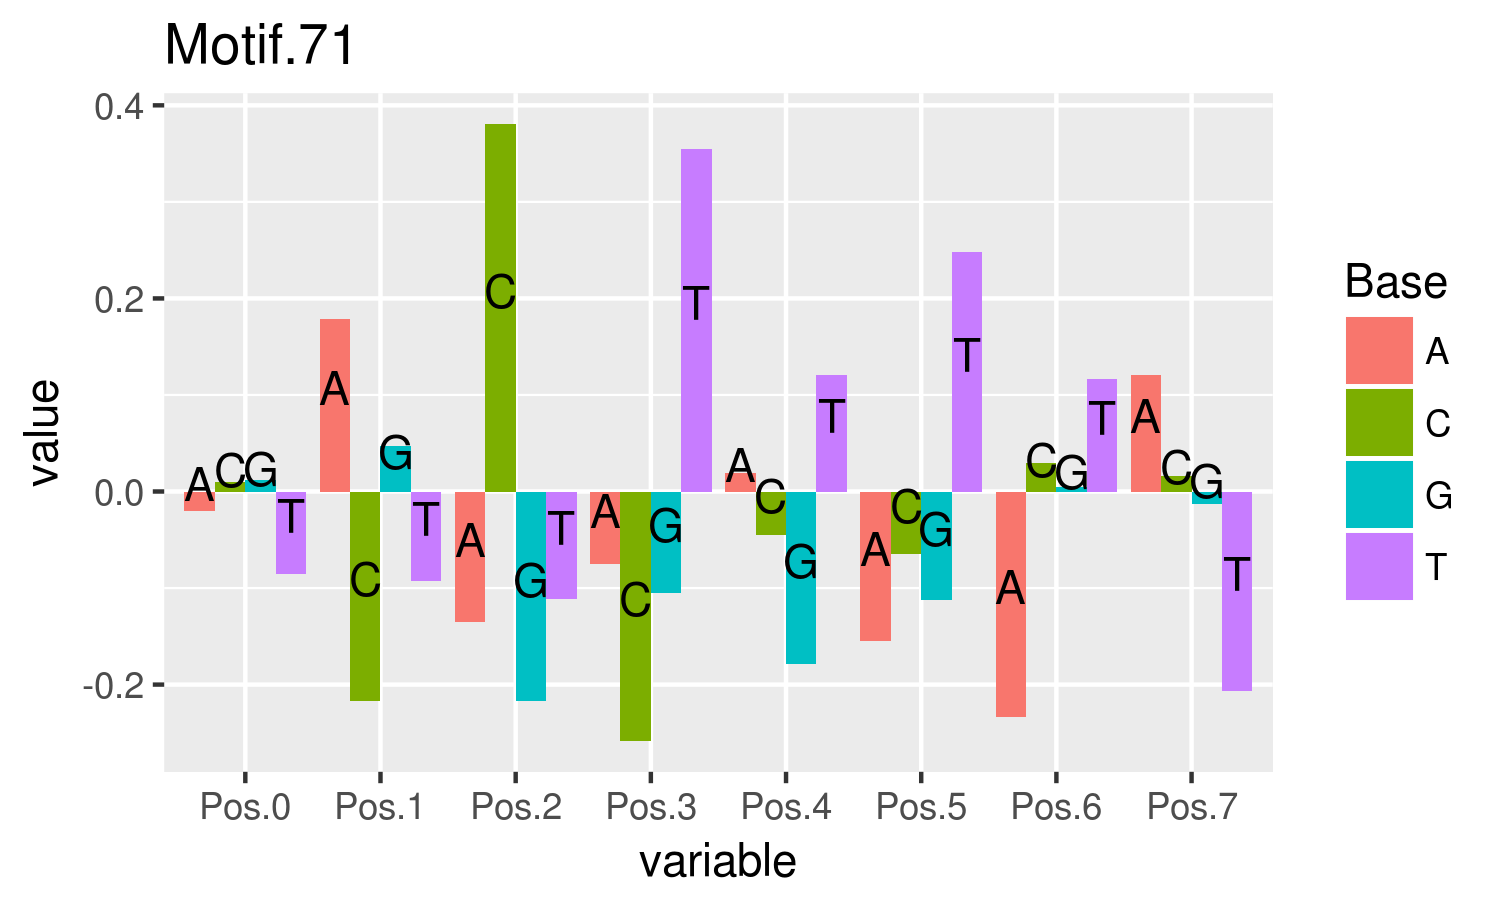 Motif.71
0.4
0.2
0.0
-0.2
value
A C G T A C G T A C G T A C G T A C G T A C G T A C G T A C G T
Pos.0 Pos.1 Pos.2 Pos.3 Pos.4 Pos.5 Pos.6 Pos.7
variable
Base
A
C
G
T